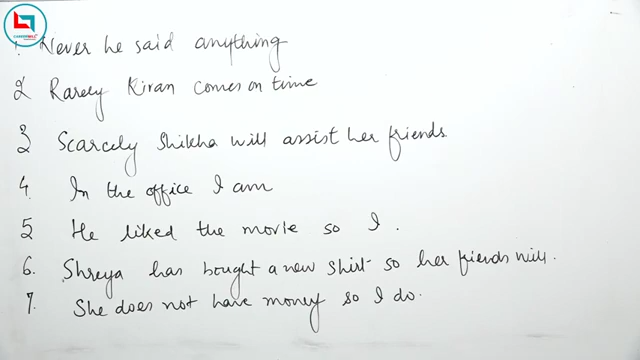 CAREERWILL
1. Never he said anything
2 Rarely Kiran comes on time
3 Scarcely Shikha will assist her friends
4. In the office I am
5 He liked the movie so I.
6. Shreya has bought a new shirt so her friends will.
7. She does not have money so I do.